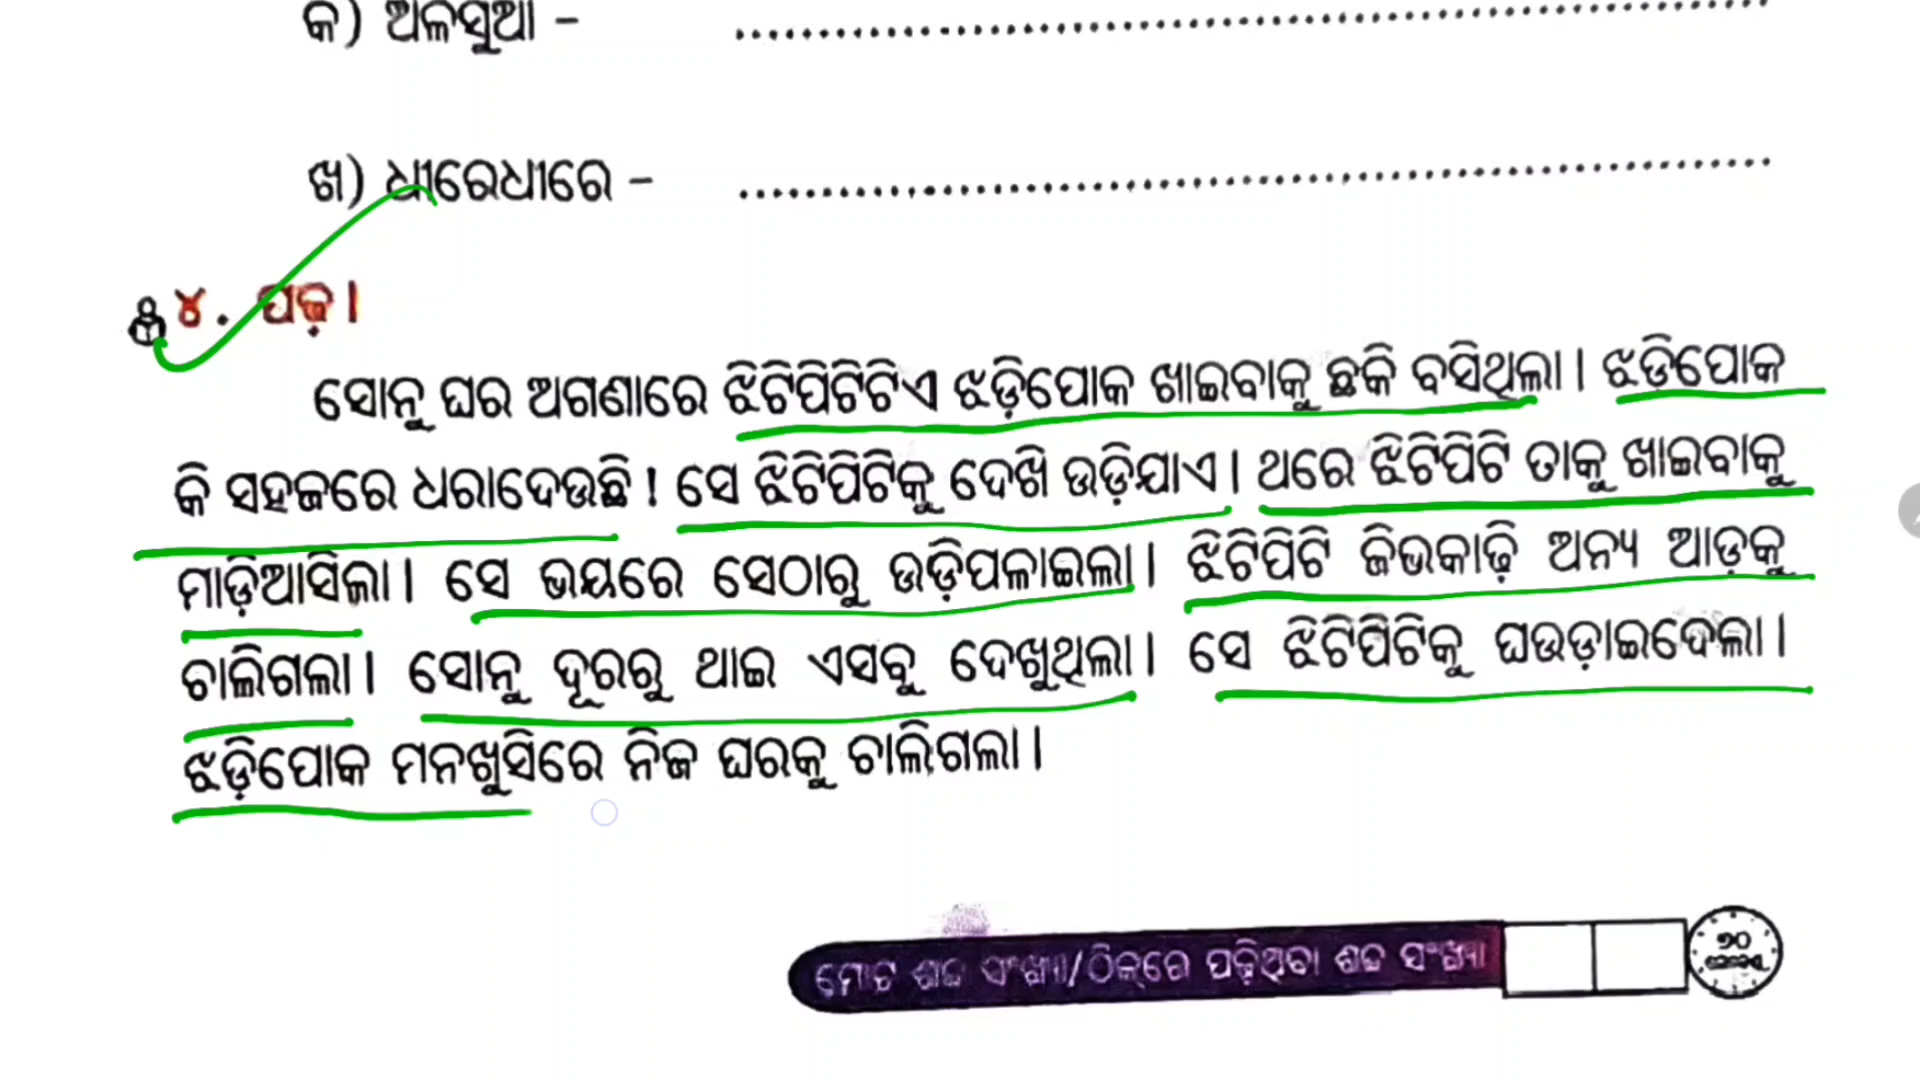 କ) ଅଳସୁଆ –
ଖ) ଧୀରେଧୀରେ –
୪. ପଢ଼।
ସୋନୁ ଘର ଅଗଣାରେ ଝିଟିପିଟିଟିଏ ଝଡ଼ିପୋକ ଖାଇବାକୁ ଛକି ବସିଥିଲା। ଝଡିପୋକ
କି ସହଜରେ ଧରାଦେଉଛି! ସେ ଝିଟିପିଟିକୁ ଦେଖି ଉଡ଼ିଯାଏ। ଥରେ ଝିଟିପିଟି ତାକୁ ଖାଇବାକୁ
ମାଡ଼ିଆସିଲା। ସେ ଭୟରେ ସେଠାରୁ ଉଡ଼ିପଳାଇଲା। ଝିଟିପିଟି ଜିଭକାଢ଼ି ଅନ୍ୟ ଆଡ଼କୁ
ଚାଲିଗଲା। ସୋନୁ ଦୂରରୁ ଥାଇ ଏସବୁ ଦେଖୁଥିଲା। ସେ ଝିଟିପିଟିକୁ ଘଉଡ଼ାଇଦେଲା।
ଝଡ଼ିପୋକ ମନଖୁସିରେ ନିଜ ଘରକୁ ଚାଲିଗଲା।
ମୋଟ ଶବ୍ଦ ସଂଖ୍ୟା/ଠିକ୍‌ରେ ପଢ଼ିଥିବା ଶବ୍ଦ ସଂଖ୍ୟା